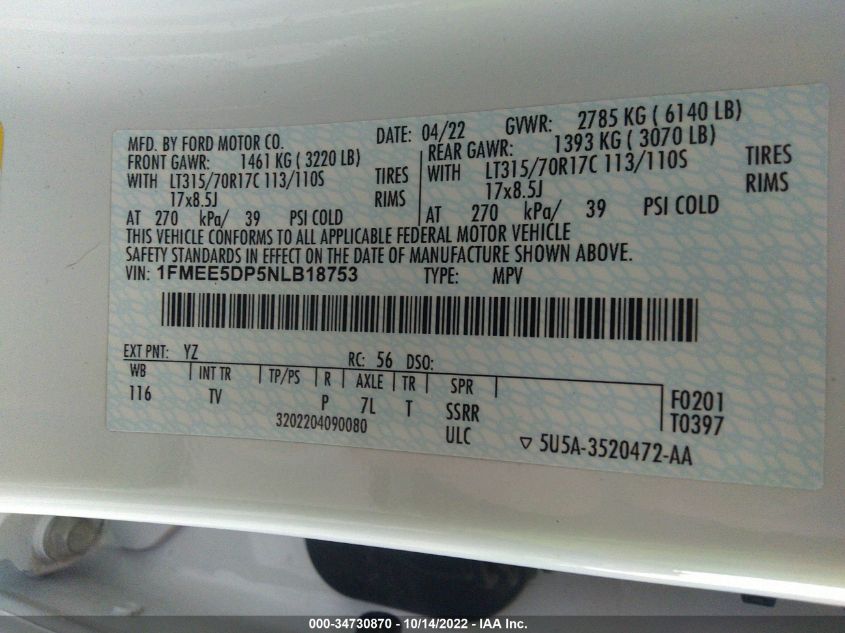 MFD. BY FORD MOTOR CO.
DATE: 04/22 GVWR: 2785 KG ( 6140 LB)
FRONT GAWR: 1461 KG ( 3220 LB)
REAR GAWR: 1393 KG ( 3070 LB)
WITH LT315/70R17C 113/110S TIRES
WITH LT315/70R17C 113/110S TIRES
17x8.5J RIMS
17x8.5J RIMS
AT 270 kPa/ 39 PSI COLD
AT 270 kPa/ 39 PSI COLD
THIS VEHICLE CONFORMS TO ALL APPLICABLE FEDERAL MOTOR VEHICLE
SAFETY STANDARDS IN EFFECT ON THE DATE OF MANUFACTURE SHOWN ABOVE.
VIN: 1FMEE5DP5NLB18753 TYPE: MPV
EXT PNT: YZ RC: 56 DSO:
WB INT TR TP/PS R AXLE TR SPR
116 TV P 7L T SSRR
F0201
T0397
3202204090080 ULC
▽ 5U5A-3520472-AA
000-34730870 - 10/14/2022 - IAA Inc.